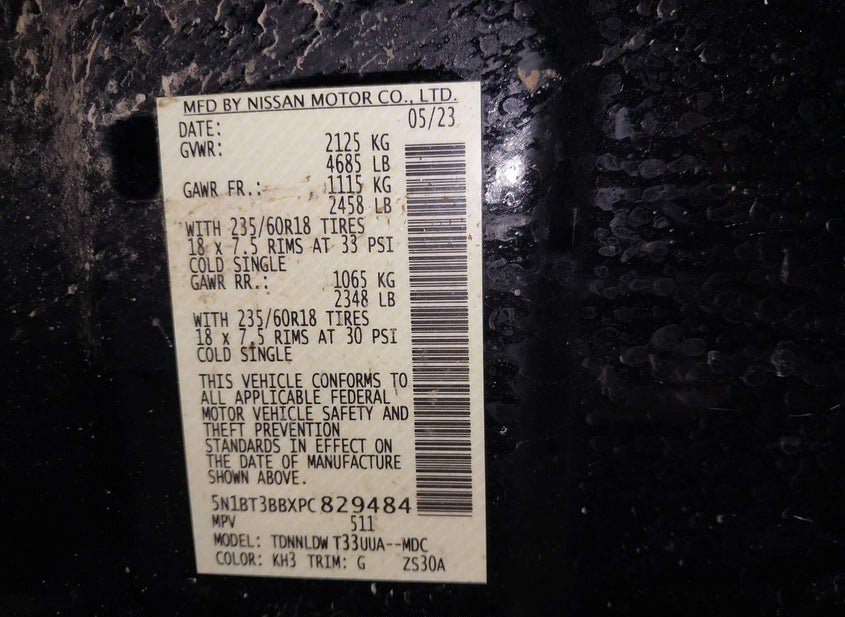 MFD BY NISSAN MOTOR CO., LTD.
DATE: 05/23
GVWR: 2125 KG
4685 LB
GAWR FR.: 1115 KG
2458 LB
WITH 235/60R18 TIRES
18 x 7.5 RIMS AT 33 PSI
COLD SINGLE
GAWR RR.: 1065 KG
2348 LB
WITH 235/60R18 TIRES
18 x 7.5 RIMS AT 30 PSI
COLD SINGLE
THIS VEHICLE CONFORMS TO
ALL APPLICABLE FEDERAL
MOTOR VEHICLE SAFETY AND
THEFT PREVENTION
STANDARDS IN EFFECT ON
THE DATE OF MANUFACTURE
SHOWN ABOVE.
5N1BT3BBXPC829484
MPV 511
MODEL: TDNNLDW T33UUA--MDC
COLOR: KH3 TRIM: G ZS30A